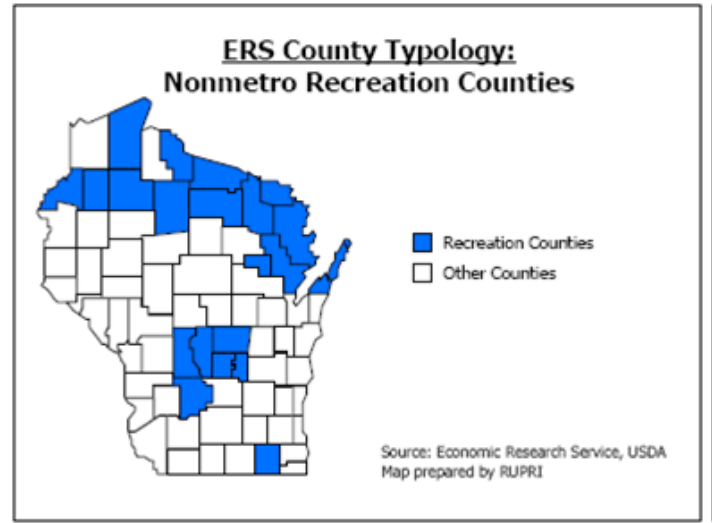 ERS County Typology:
Nonmetro Recreation Counties
Recreation Counties
Other Counties
Source: Economic Research Service, USDA
Map prepared by RUPRI